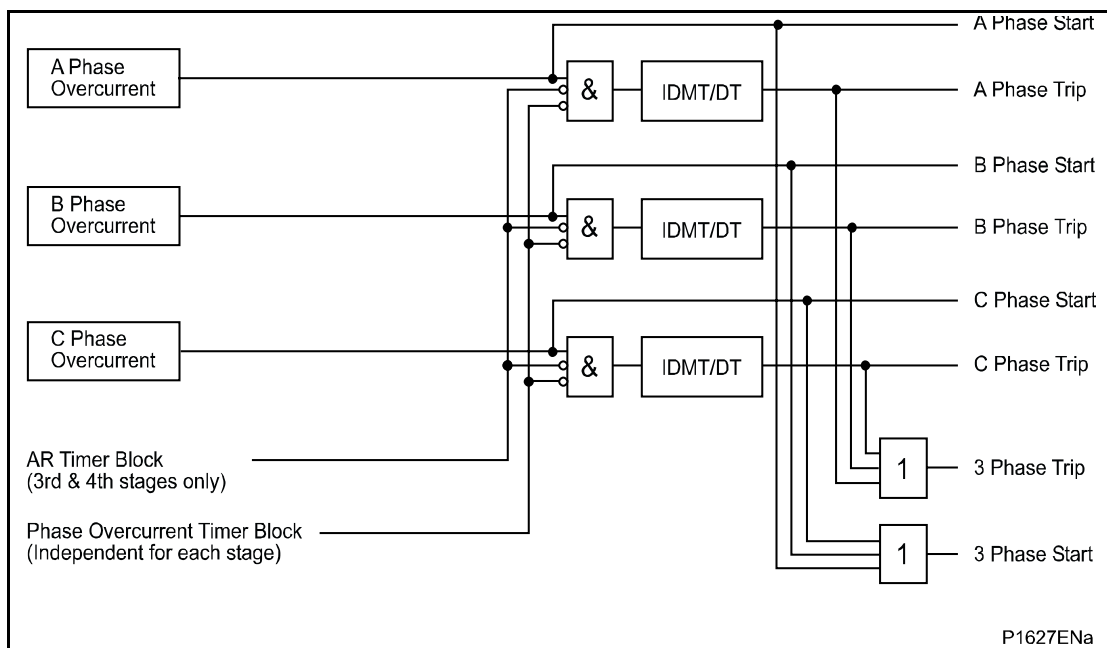 A Phase Start
A Phase
Overcurrent
&
IDMT/DT
A Phase Trip
B Phase Start
B Phase
Overcurrent
&
IDMT/DT
B Phase Trip
C Phase Start
C Phase
Overcurrent
&
IDMT/DT
C Phase Trip
AR Timer Block
(3rd & 4th stages only)
1
3 Phase Trip
Phase Overcurrent Timer Block
(Independent for each stage)
1
3 Phase Start
P1627ENa